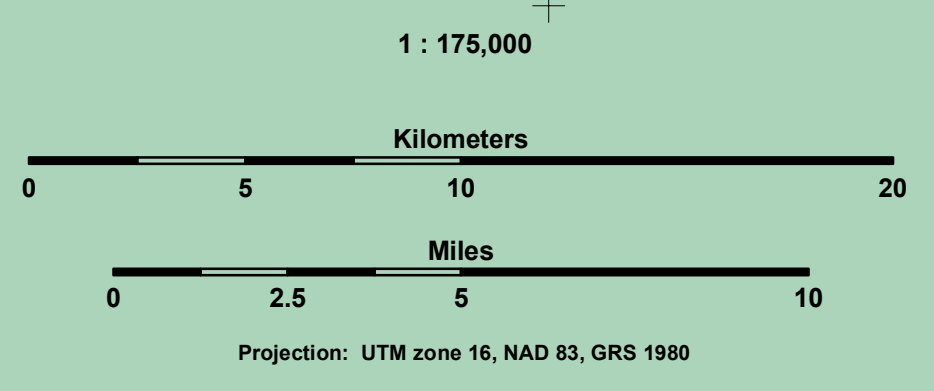 1 : 175,000
Kilometers
0 5 10 20
Miles
0 2.5 5 10
Projection: UTM zone 16, NAD 83, GRS 1980